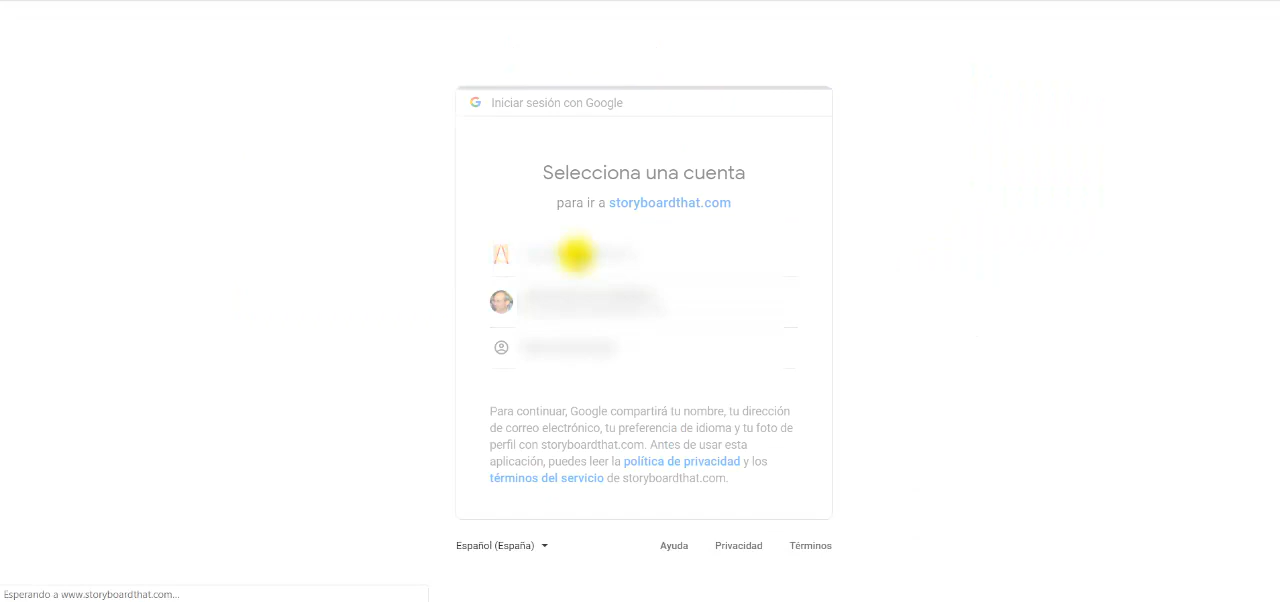 Iniciar sesión con Google
Selecciona una cuenta
para ir a storyboardthat.com
Para continuar, Google compartirá tu nombre, tu dirección
de correo electrónico, tu preferencia de idioma y tu foto de
perfil con storyboardthat.com. Antes de usar esta
aplicación, puedes leer la política de privacidad y los
términos del servicio de storyboardthat.com.
Español (España) Ayuda Privacidad Términos
Esperando a www.storyboardthat.com...